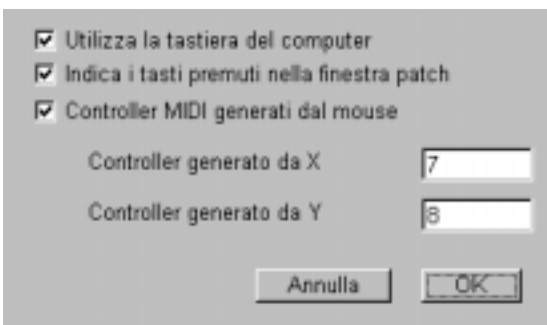 Utilizza la tastiera del computer
Indica i tasti premuti nella finestra patch
Controller MIDI generati dal mouse
Controller generato da X 7
Controller generato da Y 8
Annulla OK